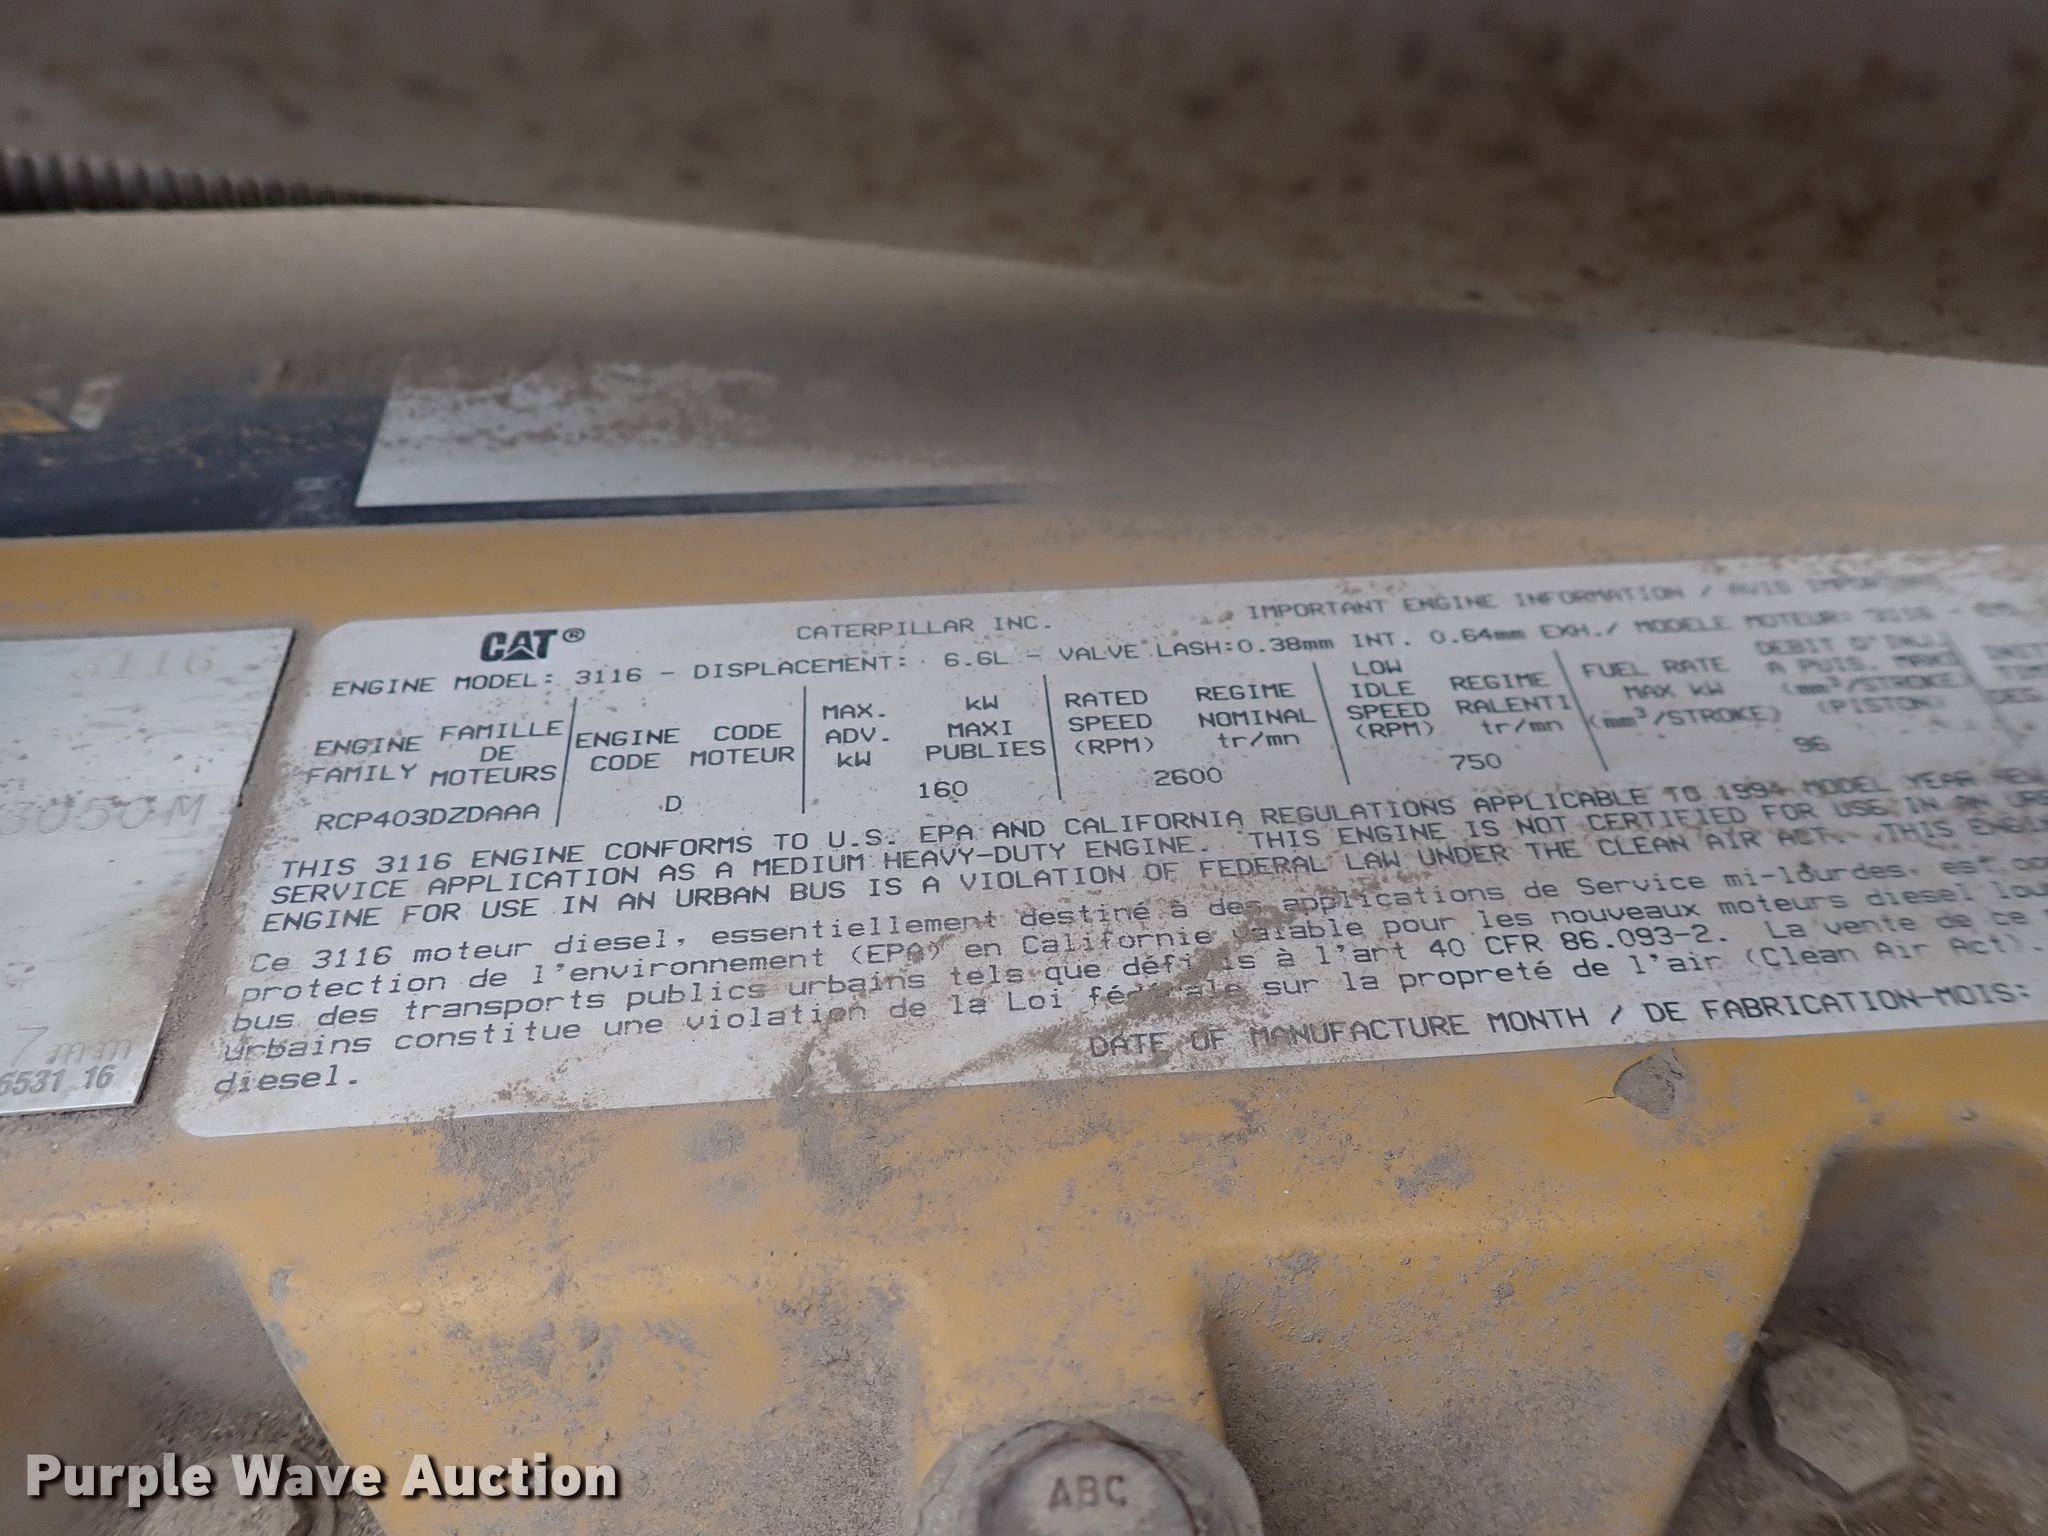 3116
3050M
7mm
6531 16
CAT®
CATERPILLAR INC.
IMPORTANT ENGINE INFORMATION / AVIS IMPORTANT
ENGINE MODEL: 3116 - DISPLACEMENT: 6.6L - VALVE LASH:0.38mm INT. 0.64mm EXH./ MODELE MOTEUR: 3116 -
ENGINE FAMILY
FAMILLE DE MOTEURS
RCP403DZDAAA
ENGINE CODE
CODE MOTEUR
D
MAX. ADV. kW
kW MAXI PUBLIES
160
RATED SPEED (RPM)
REGIME NOMINAL tr/mn
2600
LOW IDLE SPEED (RPM)
REGIME RALENTI tr/mn
750
FUEL RATE MAX kW (mm³/STROKE)
DEBIT D'INJ. A PUIS. MAXI (mm³/STROKE) (PISTON)
96
THIS 3116 ENGINE CONFORMS TO U.S. EPA AND CALIFORNIA REGULATIONS APPLICABLE TO 1994 MODEL YEAR NEW
SERVICE APPLICATION AS A MEDIUM HEAVY-DUTY ENGINE. THIS ENGINE IS NOT CERTIFIED FOR USE IN AN
ENGINE FOR USE IN AN URBAN BUS IS A VIOLATION OF FEDERAL LAW UNDER THE CLEAN AIR ACT. THIS
Ce 3116 moteur diesel, essentiellement destiné à des applications de Service mi-lourdes, est
protection de l'environnement (EPA) en Californie valable pour les nouveaux moteurs diesel
bus des transports publics urbains tels que définis à l'art 40 CFR 86.093-2. La vente de ce
urbains constitue une violation de la Loi fédérale sur la propreté de l'air (Clean Air Act).
diesel.
DATE OF MANUFACTURE MONTH / DE FABRICATION-MOIS:
ABC
Purple Wave Auction